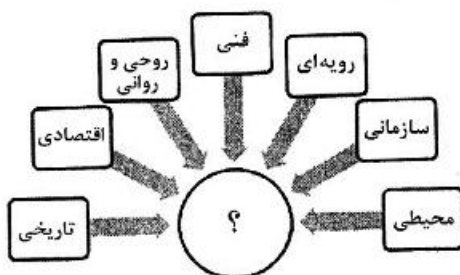 فنی
رویه‌ای
روحی و
روانی
سازمانی
اقتصادی
محیطی
تاریخی
؟